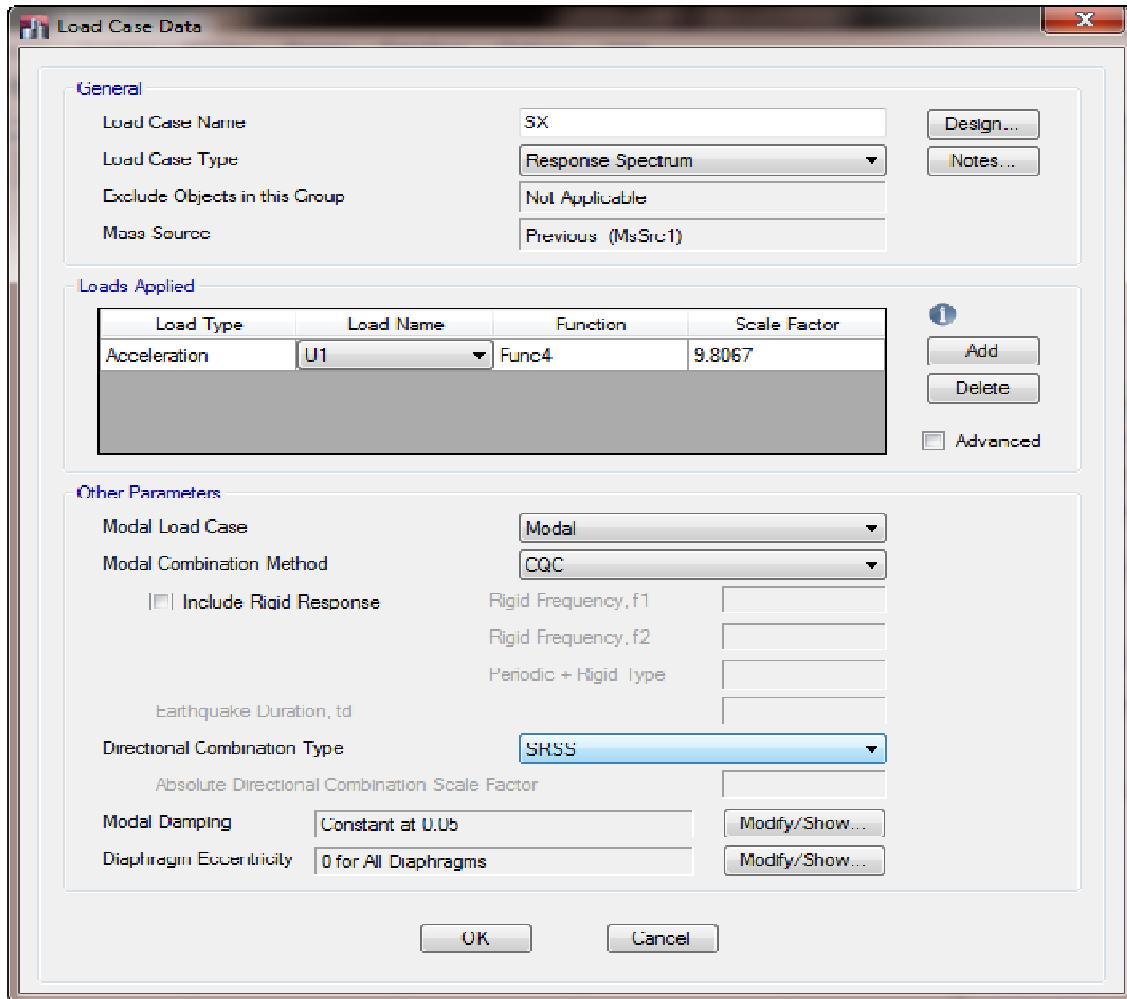 Load Case Data
General
Load Case Name SX Design...
Load Case Type Response Spectrum Notes...
Exclude Objects in this Group Not Applicable
Mass Source Previous (MsSrc1)
Loads Applied
Load Type Load Name Function Scale Factor
Acceleration U1 Func4 9.8067
Add
Delete
Advanced
Other Parameters
Modal Load Case Modal
Modal Combination Method CQC
Include Rigid Response Rigid Frequency, f1
Rigid Frequency, f2
Periodic + Rigid Type
Earthquake Duration, td
Directional Combination Type SRSS
Absolute Directional Combination Scale Factor
Modal Damping Constant at 0.05 Modify/Show...
Diaphragm Eccentricity 0 for All Diaphragms Modify/Show...
OK Cancel